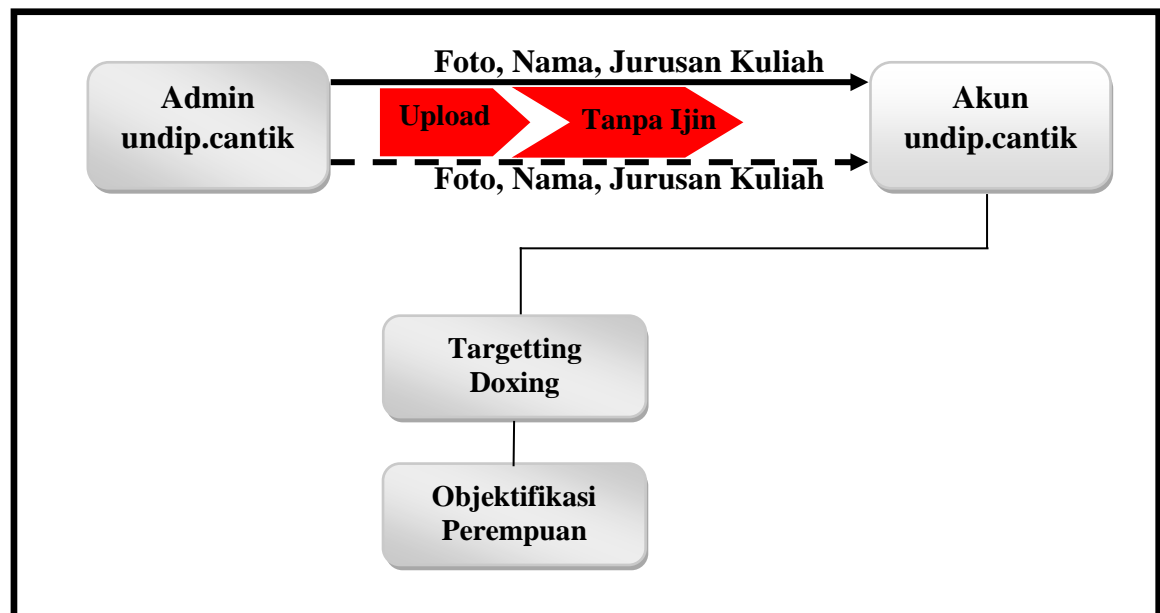 Foto, Nama, Jurusan Kuliah
Admin
undip.cantik
Upload
Tanpa Ijin
Akun
undip.cantik
Foto, Nama, Jurusan Kuliah
Targetting
Doxing
Objektifikasi
Perempuan